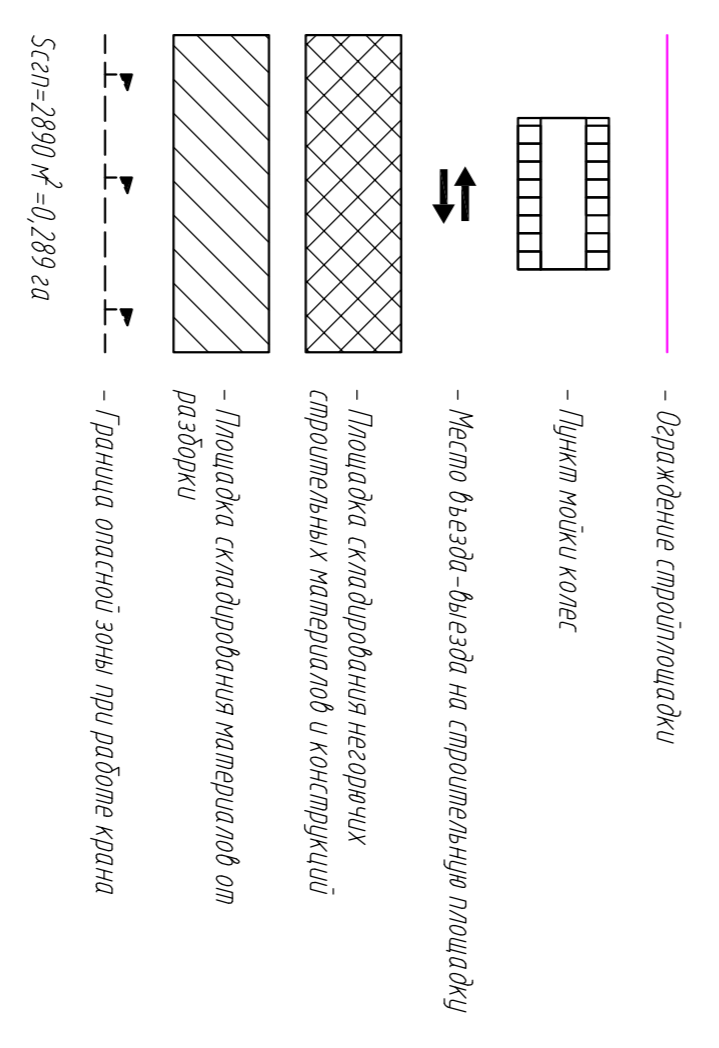 - Ограждение стройплощадки
- Пункт мойки колес
- Место въезда-выезда на строительную площадку
- Площадка складирования негорючих
строительных материалов и конструкций
- Площадка складирования материалов от
разборки
- Граница опасной зоны при работе крана
Sсгп=2890 м²=0,289 га